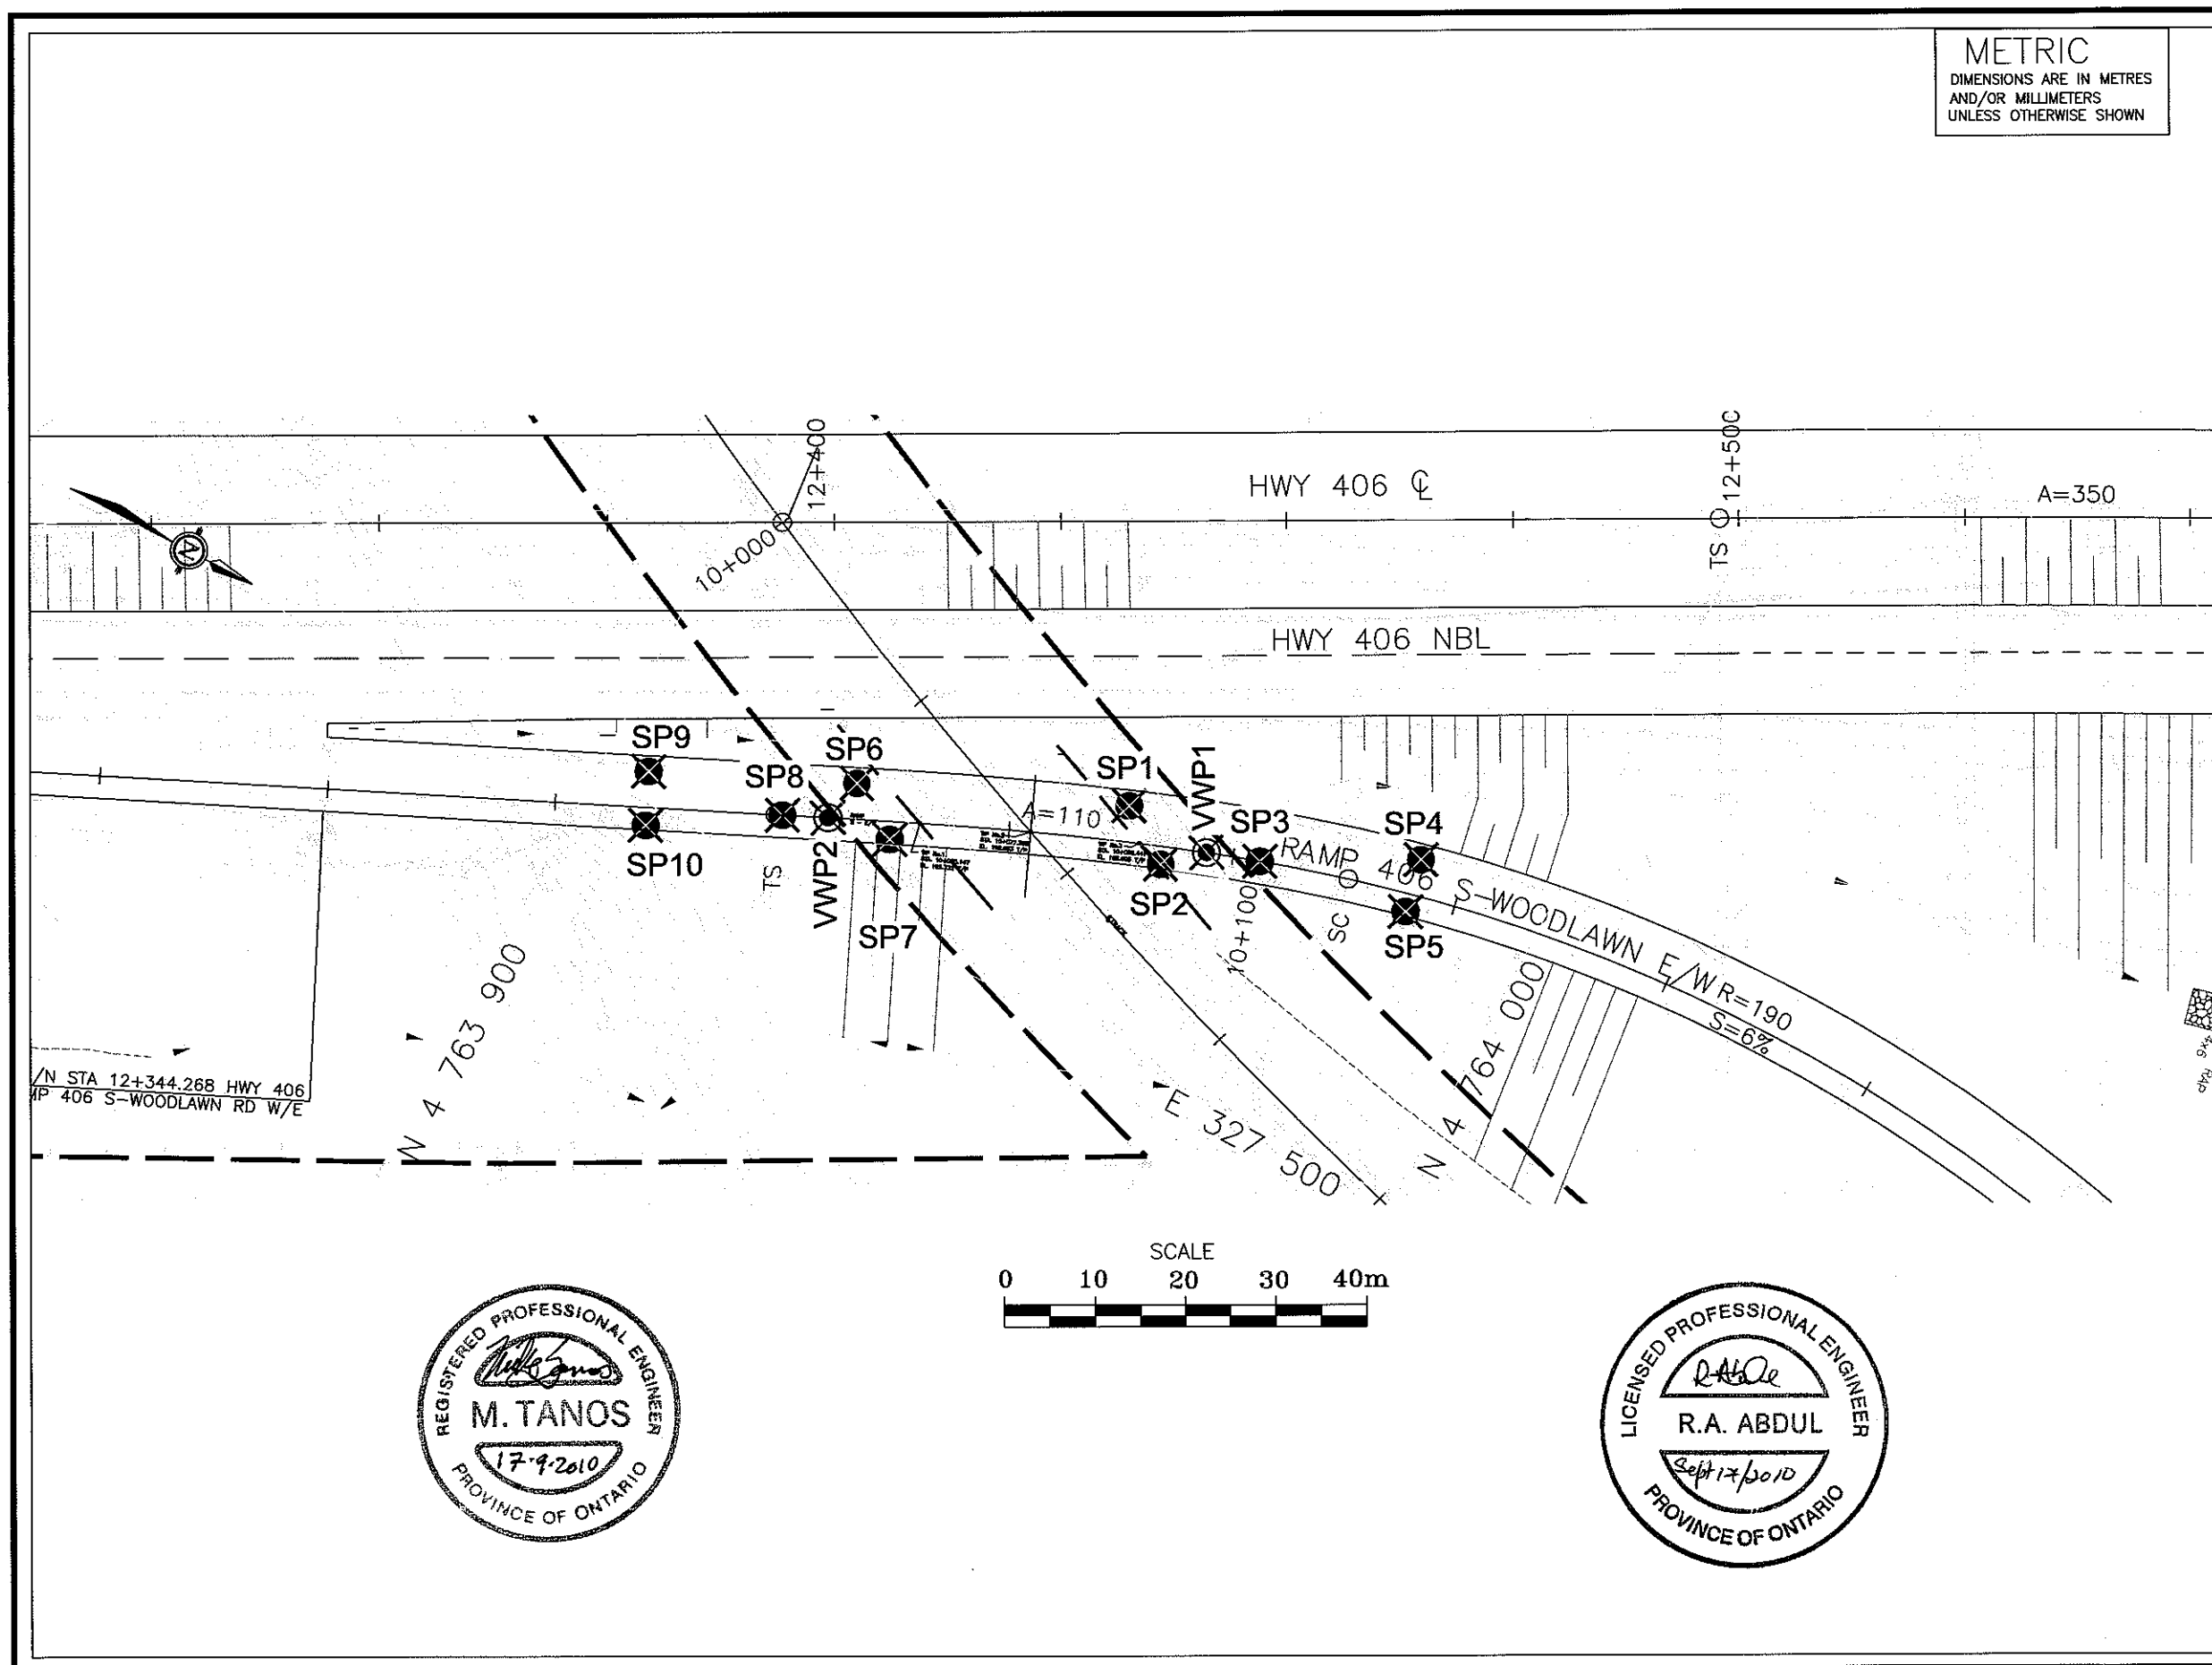 METRIC
DIMENSIONS ARE IN METRES
AND/OR MILLIMETERS
UNLESS OTHERWISE SHOWN
12+400
HWY 406 ℄
TS
12+500
A=350
10+000
N
HWY 406 NBL
SP9
SP8
SP6
SP1
VWP1
SP3
SP4
A=110
SP10
TS
VWP2
SP7
SP2
10+100
SC
SP5
RAMP 406 S-WOODLAWN E/W
R=190
S=6%
/N STA 12+344.268 HWY 406
MP 406 S-WOODLAWN RD W/E
N 4 763 900
E 327 500
N 4 764 000
RAP
SCALE
0 10 20 30 40m
REGISTERED PROFESSIONAL ENGINEER
M. TANOS
17-9-2010
PROVINCE OF ONTARIO
LICENSED PROFESSIONAL ENGINEER
R.A. ABDUL
Sept 17/2010
PROVINCE OF ONTARIO